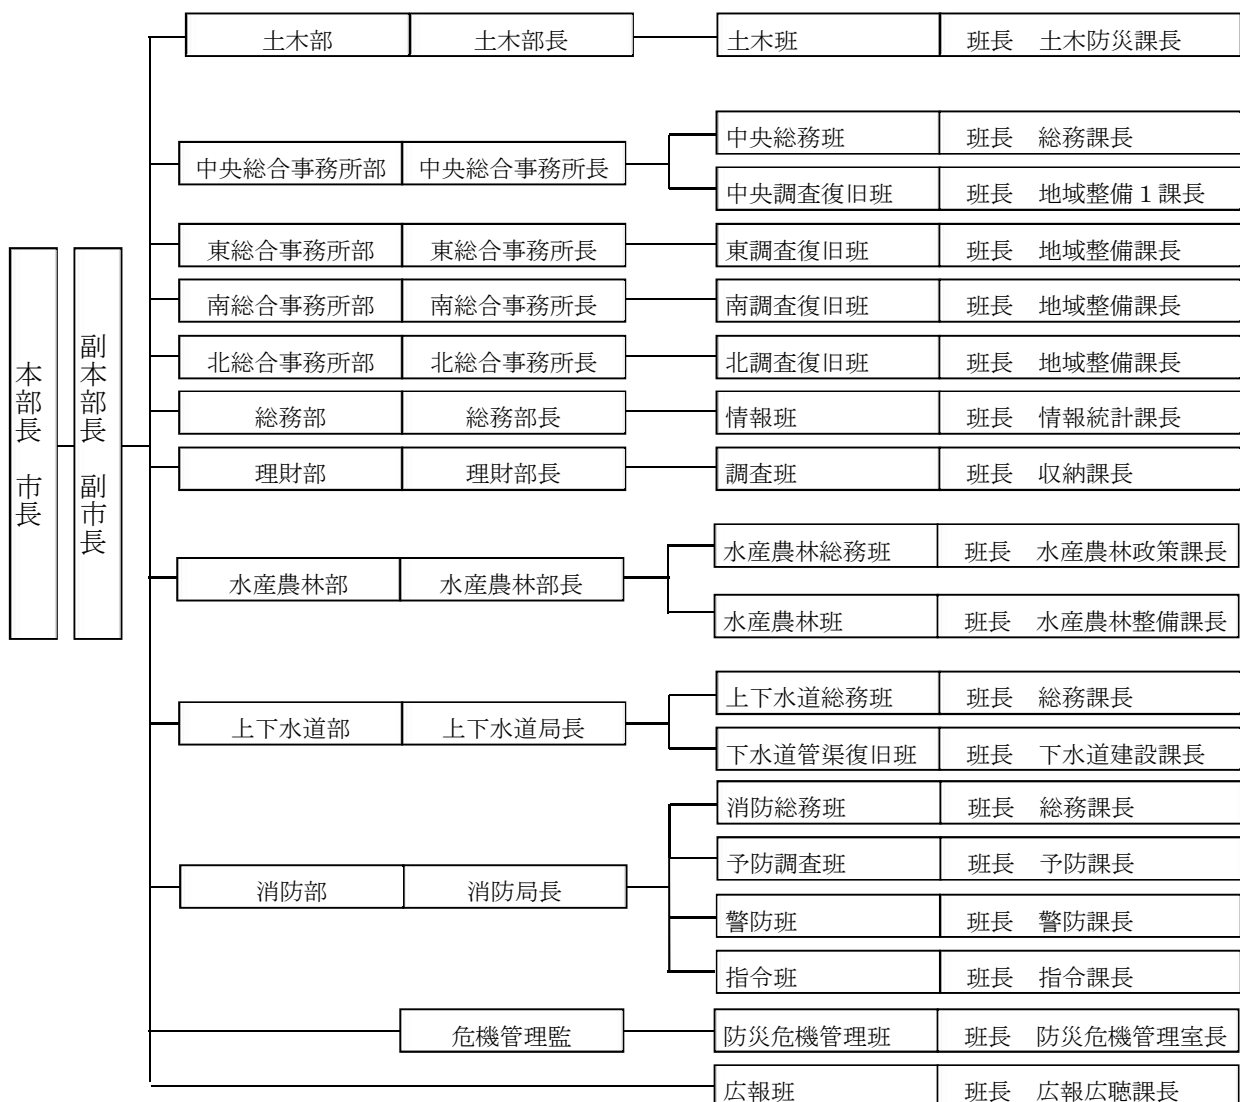 本部長 市長
副本部長 副市長
土木部 土木部長 土木班 班長 土木防災課長
中央総合事務所部 中央総合事務所長
中央総務班 班長 総務課長
中央調査復旧班 班長 地域整備1課長
東総合事務所部 東総合事務所長 東調査復旧班 班長 地域整備課長
南総合事務所部 南総合事務所長 南調査復旧班 班長 地域整備課長
北総合事務所部 北総合事務所長 北調査復旧班 班長 地域整備課長
総務部 総務部長 情報班 班長 情報統計課長
理財部 理財部長 調査班 班長 収納課長
水産農林部 水産農林部長
水産農林総務班 班長 水産農林政策課長
水産農林班 班長 水産農林整備課長
上下水道部 上下水道局長
上下水道総務班 班長 総務課長
下水道管渠復旧班 班長 下水道建設課長
消防部 消防局長
消防総務班 班長 総務課長
予防調査班 班長 予防課長
警防班 班長 警防課長
指令班 班長 指令課長
危機管理監 防災危機管理班 班長 防災危機管理室長
広報班 班長 広報広聴課長